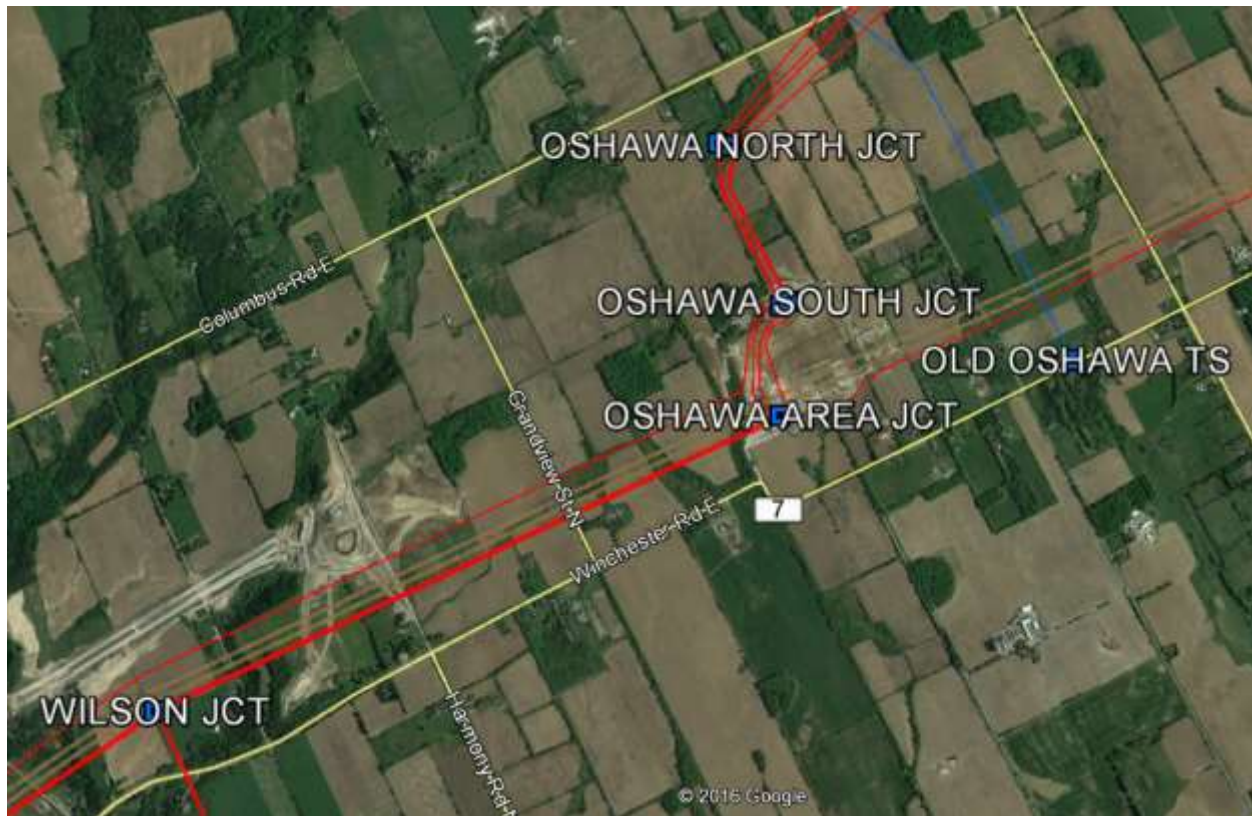 OSHAWA NORTH JCT
Columbus Rd E
OSHAWA SOUTH JCT
OLD OSHAWA TS
OSHAWA AREA JCT
Grandview St N
7
Winchester Rd E
WILSON JCT
Harmony Rd N
© 2016 Google